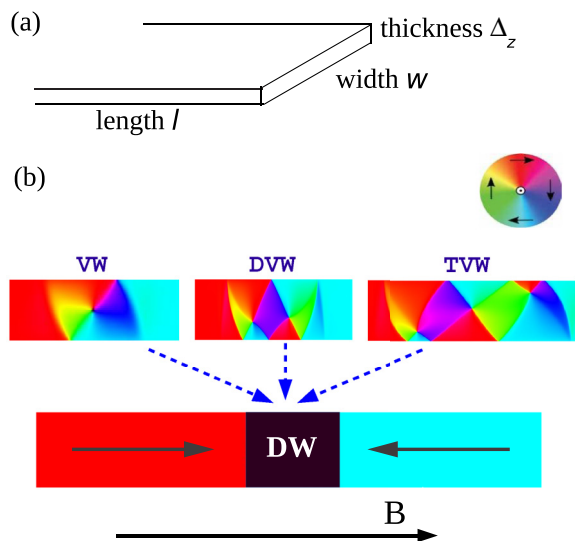 (a)
thickness Δz
width w
length l
(b)
VW
DVW
TVW
DW
B